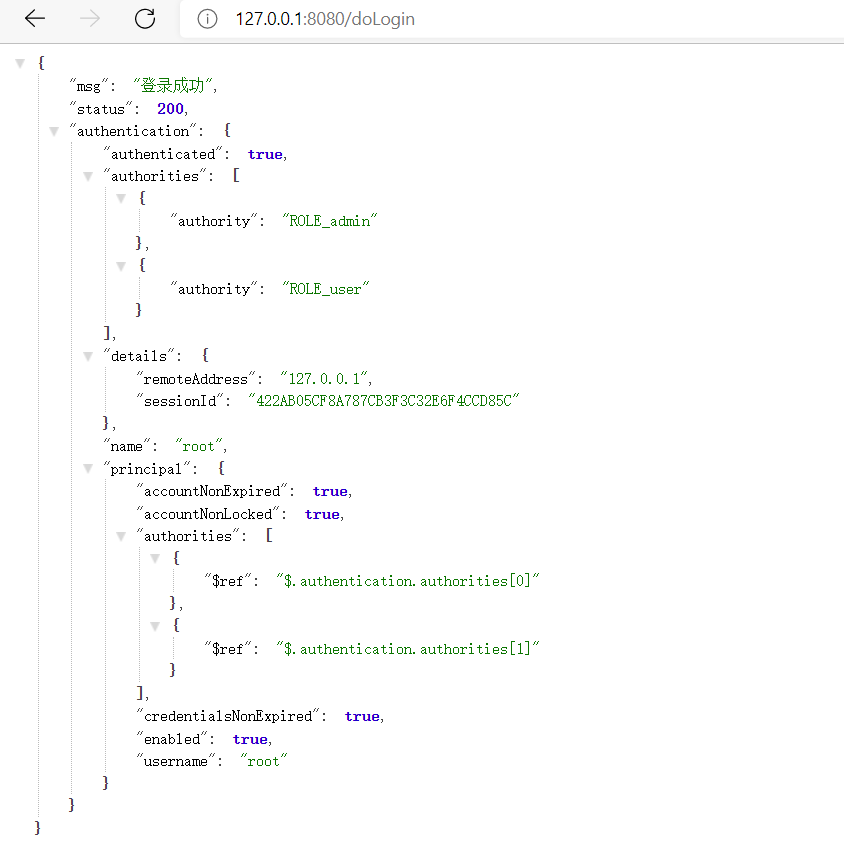 127.0.0.1:8080/doLogin
{
"msg": "登录成功",
"status": 200,
"authentication": {
"authenticated": true,
"authorities": [
{
"authority": "ROLE_admin"
},
{
"authority": "ROLE_user"
}
],
"details": {
"remoteAddress": "127.0.0.1",
"sessionId": "422AB05CF8A787CB3F3C32E6F4CCD85C"
},
"name": "root",
"principal": {
"accountNonExpired": true,
"accountNonLocked": true,
"authorities": [
{
"$ref": "$.authentication.authorities[0]"
},
{
"$ref": "$.authentication.authorities[1]"
}
],
"credentialsNonExpired": true,
"enabled": true,
"username": "root"
}
}
}